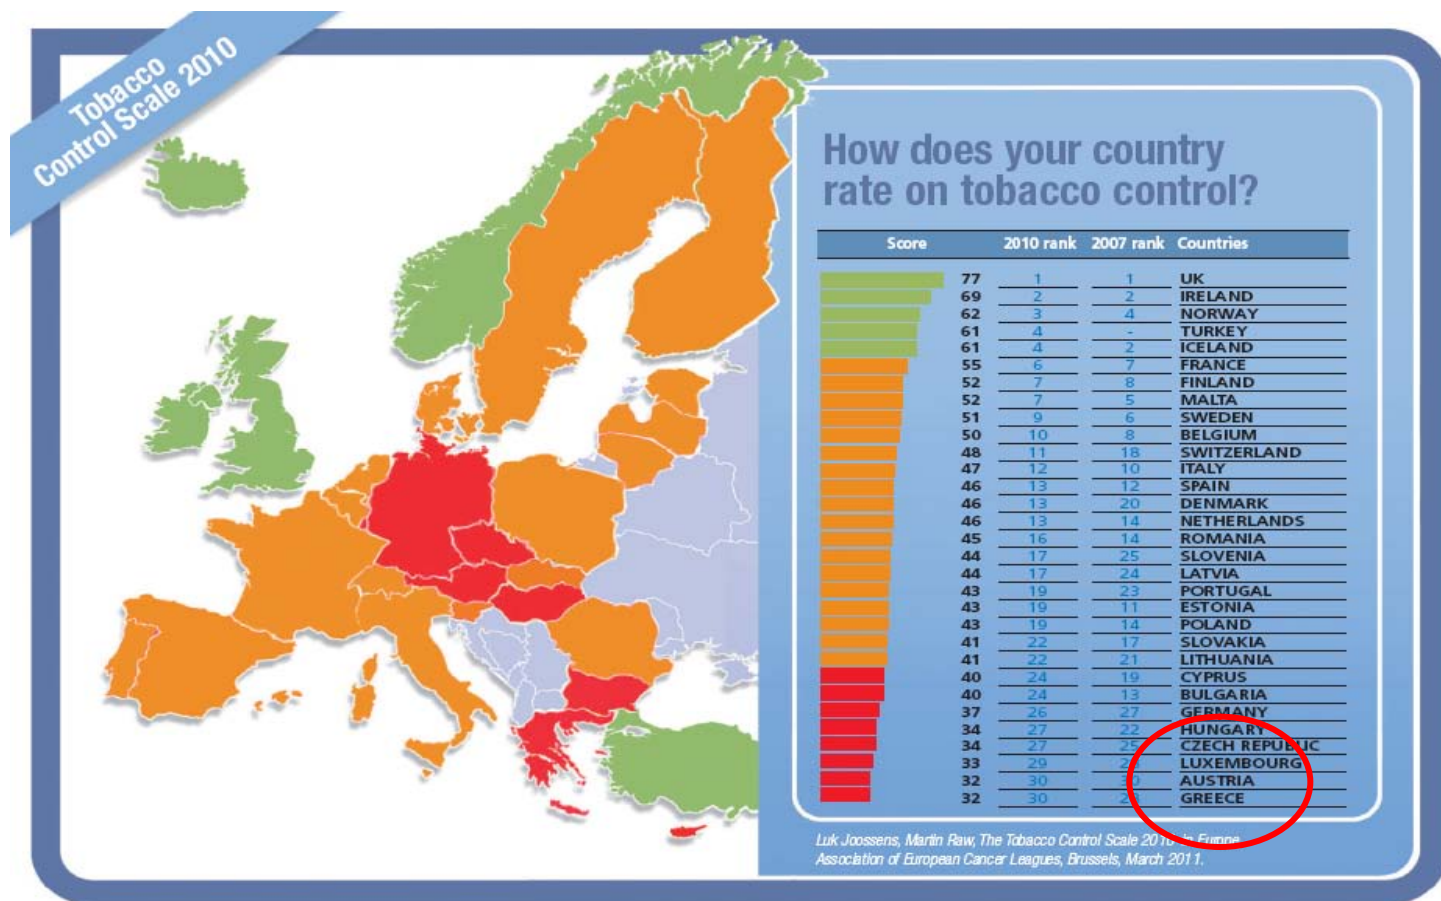 Tobacco
Control Scale 2010
How does your country
rate on tobacco control?
Score 2010 rank 2007 rank Countries
77 1 1 UK
69 2 2 IRELAND
62 3 4 NORWAY
61 4 - TURKEY
61 4 2 ICELAND
55 6 7 FRANCE
52 7 8 FINLAND
52 7 5 MALTA
51 9 6 SWEDEN
50 10 8 BELGIUM
48 11 18 SWITZERLAND
47 12 10 ITALY
46 13 12 SPAIN
46 13 20 DENMARK
46 13 14 NETHERLANDS
45 16 14 ROMANIA
44 17 25 SLOVENIA
44 17 24 LATVIA
43 19 23 PORTUGAL
43 19 11 ESTONIA
43 19 14 POLAND
41 22 17 SLOVAKIA
41 22 21 LITHUANIA
40 24 19 CYPRUS
40 24 13 BULGARIA
37 26 27 GERMANY
34 27 22 HUNGARY
34 27 25 CZECH REPUBLIC
33 29 LUXEMBOURG
32 30 30 AUSTRIA
32 30 GREECE
Luk Joossens, Martin Raw, The Tobacco Control Scale 2010 in Europe
Association of European Cancer Leagues, Brussels, March 2011.